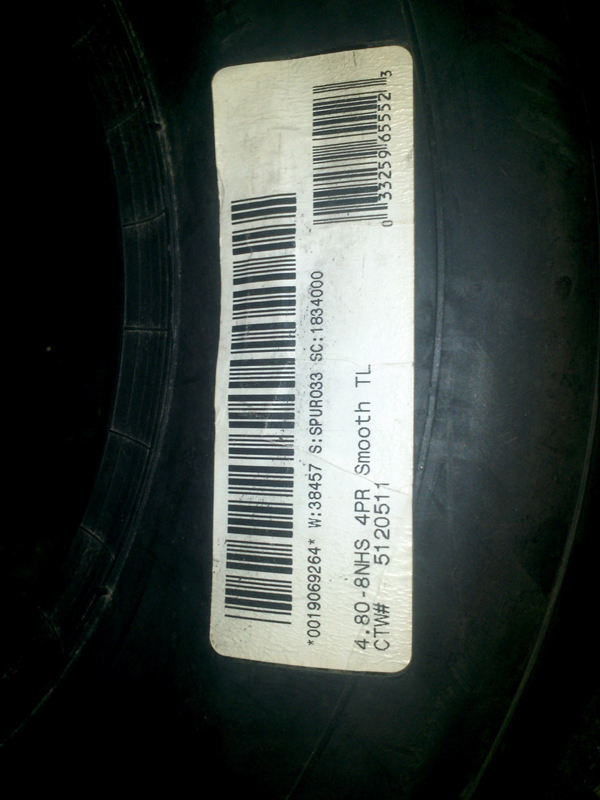 0 33259 65552 3
*0019069264* W:38457 S:SPUR033 SC:1834000
4.80-8NHS 4PR Smooth TL
CTW# 5120511